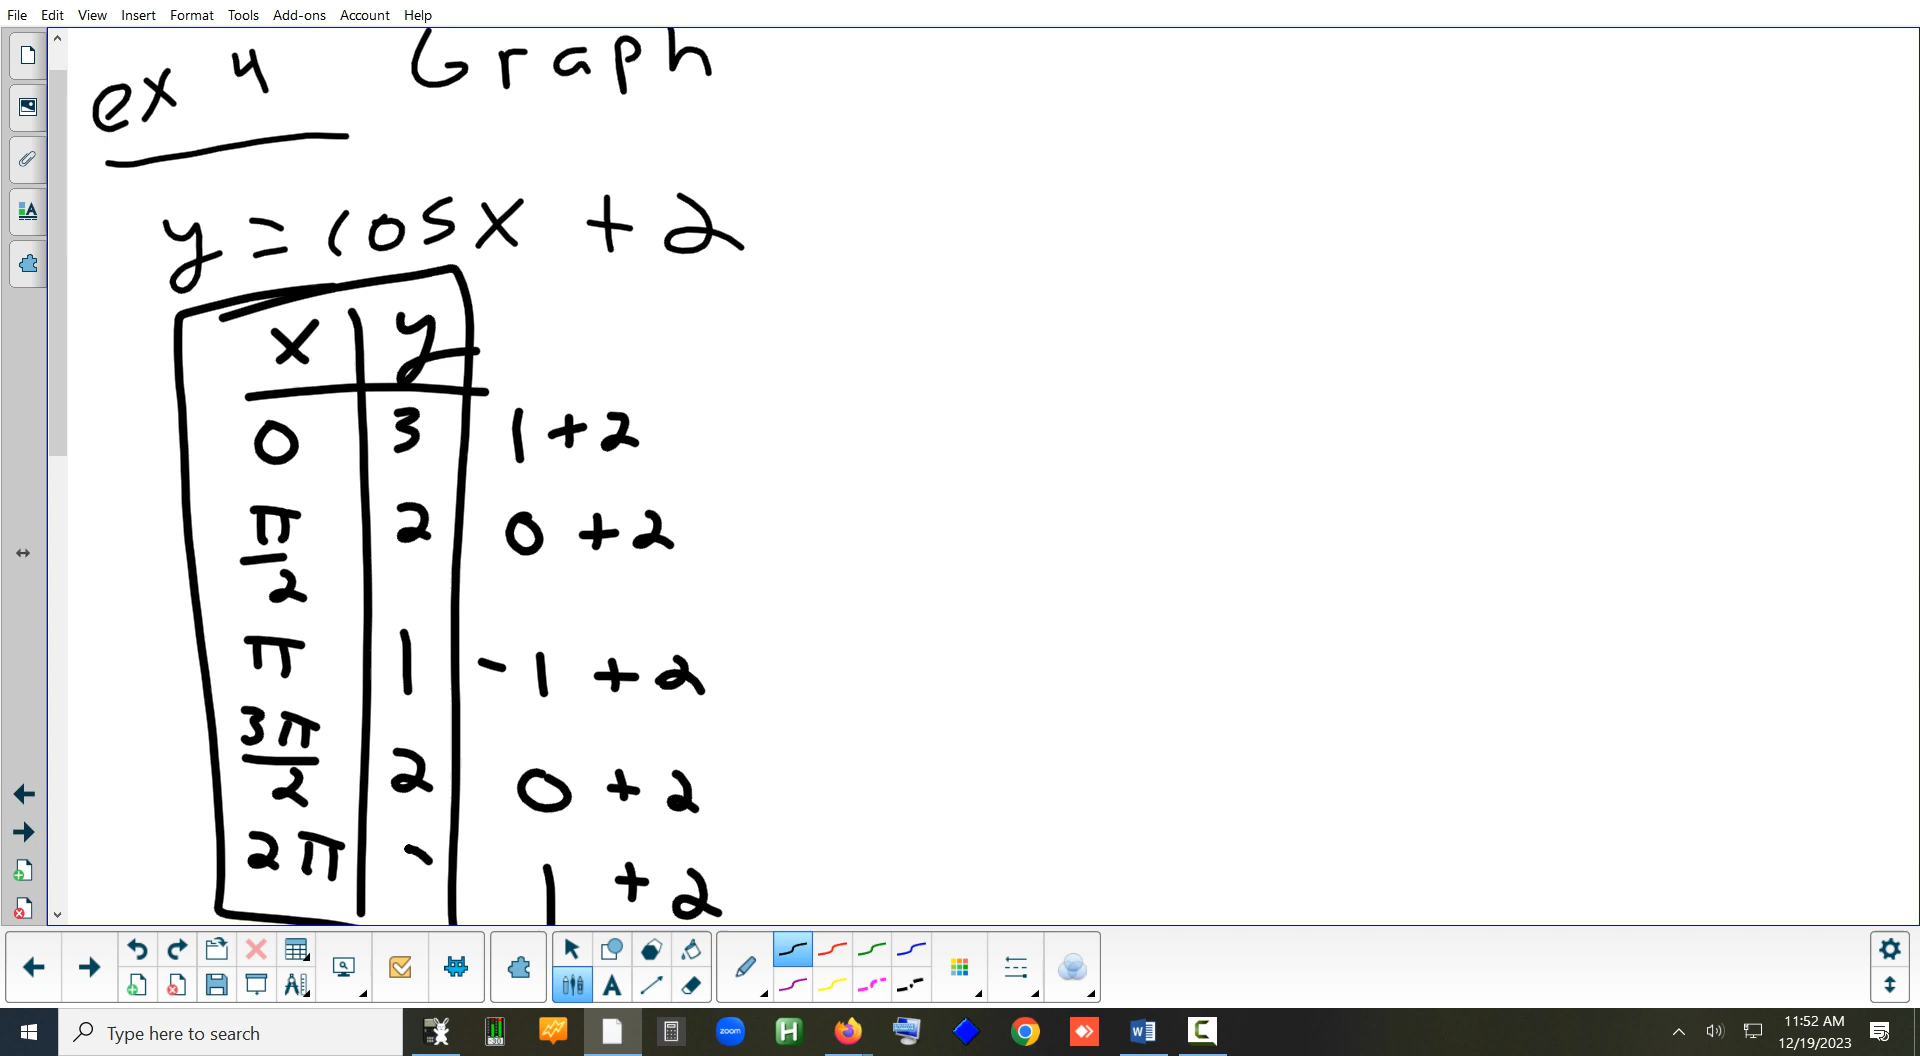 File Edit View Insert Format Tools Add-ons Account Help
ex 4 Graph
y = cosx + 2
x y
0 3 1 + 2
π/2 2 0 + 2
π 1 -1 + 2
3π/2 2 0 + 2
2π 1 + 2
Type here to search
zoom
11:52 AM
12/19/2023